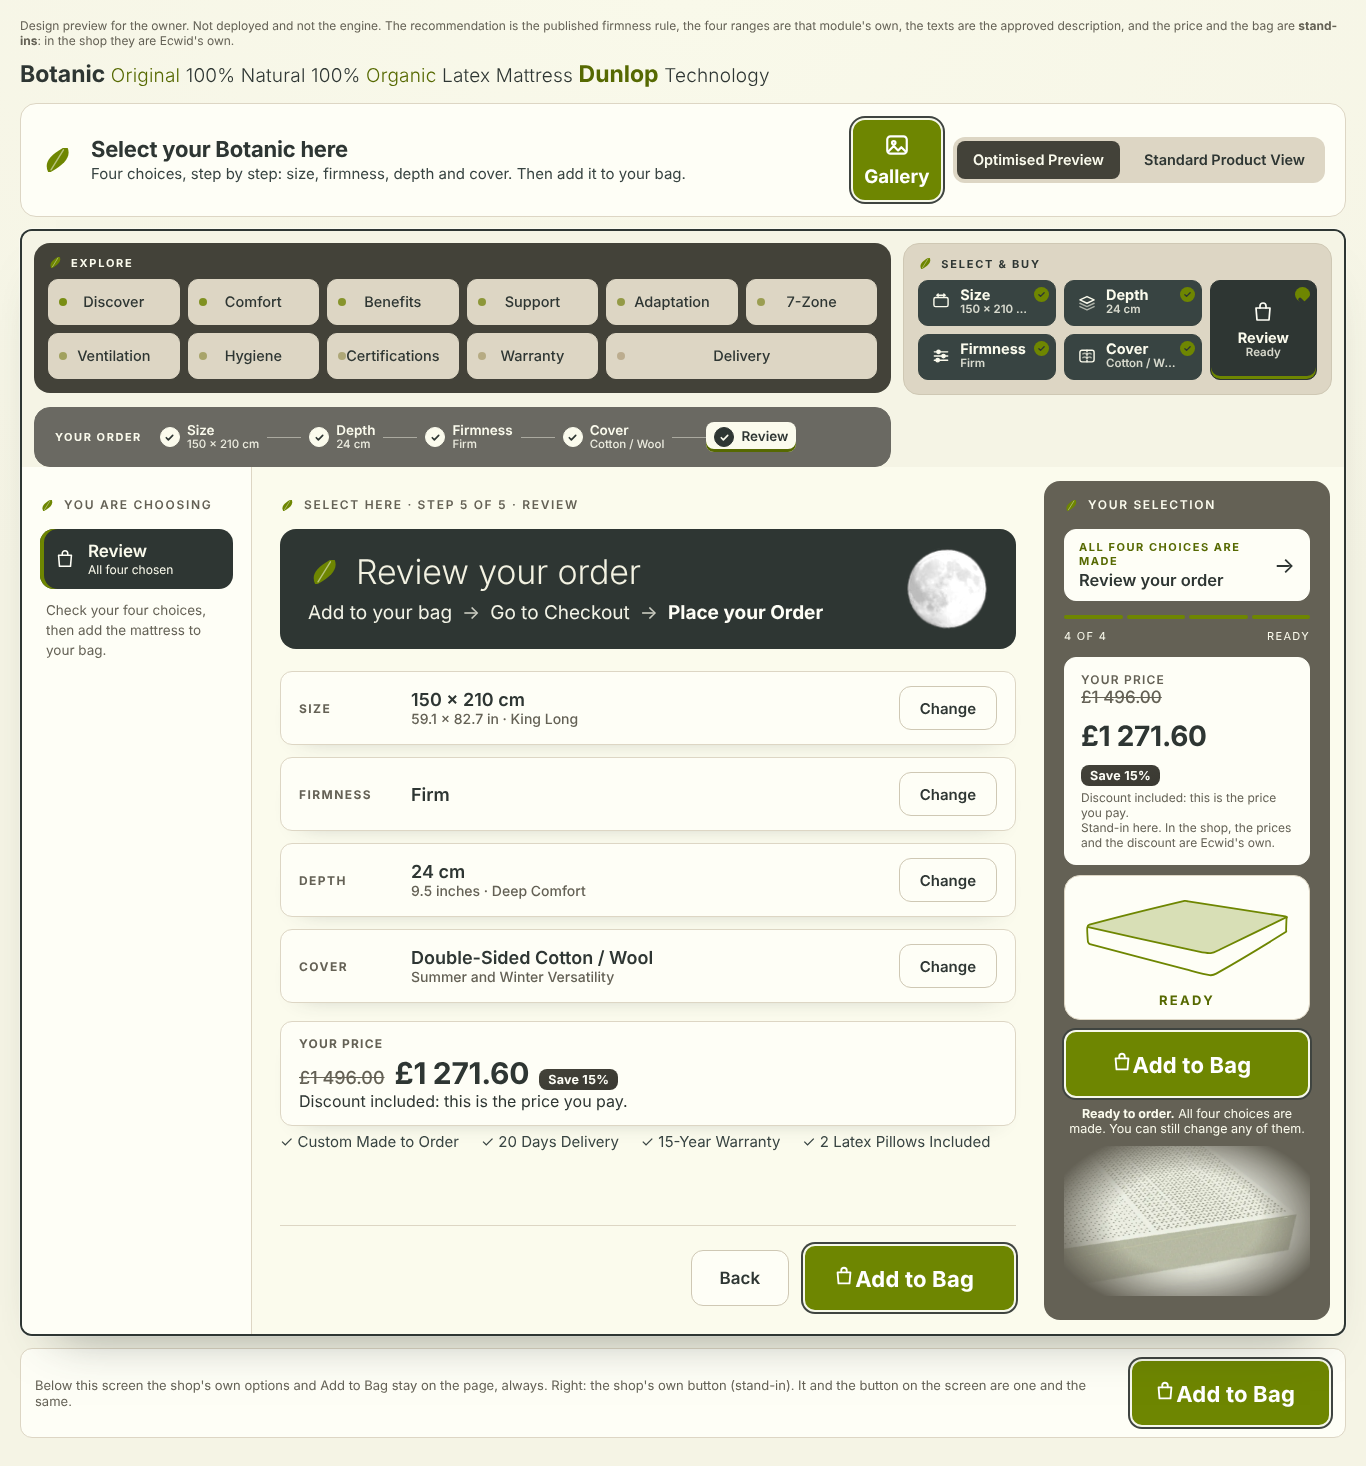 Design preview for the owner. Not deployed and not the engine. The recommendation is the published firmness rule, the four ranges are that module's own, the texts are the approved description, and the price and the bag are stand-
ins: in the shop they are Ecwid's own.
Botanic Original 100% Natural 100% Organic Latex Mattress Dunlop Technology
Select your Botanic here
Four choices, step by step: size, firmness, depth and cover. Then add it to your bag.
Gallery
Optimised Preview
Standard Product View
EXPLORE
Discover
Comfort
Benefits
Support
Adaptation
7-Zone
Ventilation
Hygiene
Certifications
Warranty
Delivery
SELECT & BUY
Size
150 × 210 ...
Depth
24 cm
Firmness
Firm
Cover
Cotton / W...
Review
Ready
YOUR ORDER
Size
150 × 210 cm
Depth
24 cm
Firmness
Firm
Cover
Cotton / Wool
Review
YOU ARE CHOOSING
Review
All four chosen
Check your four choices,
then add the mattress to
your bag.
SELECT HERE · STEP 5 OF 5 · REVIEW
Review your order
Add to your bag → Go to Checkout → Place your Order
SIZE
150 × 210 cm
59.1 × 82.7 in · King Long
Change
FIRMNESS
Firm
Change
DEPTH
24 cm
9.5 inches · Deep Comfort
Change
COVER
Double-Sided Cotton / Wool
Summer and Winter Versatility
Change
YOUR PRICE
£1 496.00 £1 271.60 Save 15%
Discount included: this is the price you pay.
✓ Custom Made to Order ✓ 20 Days Delivery ✓ 15-Year Warranty ✓ 2 Latex Pillows Included
Back
Add to Bag
YOUR SELECTION
ALL FOUR CHOICES ARE
MADE
Review your order
4 OF 4
READY
YOUR PRICE
£1 496.00
£1 271.60
Save 15%
Discount included: this is the price
you pay.
Stand-in here. In the shop, the prices
and the discount are Ecwid's own.
READY
Add to Bag
Ready to order. All four choices are
made. You can still change any of them.
Below this screen the shop's own options and Add to Bag stay on the page, always. Right: the shop's own button (stand-in). It and the button on the screen are one and the
same.
Add to Bag